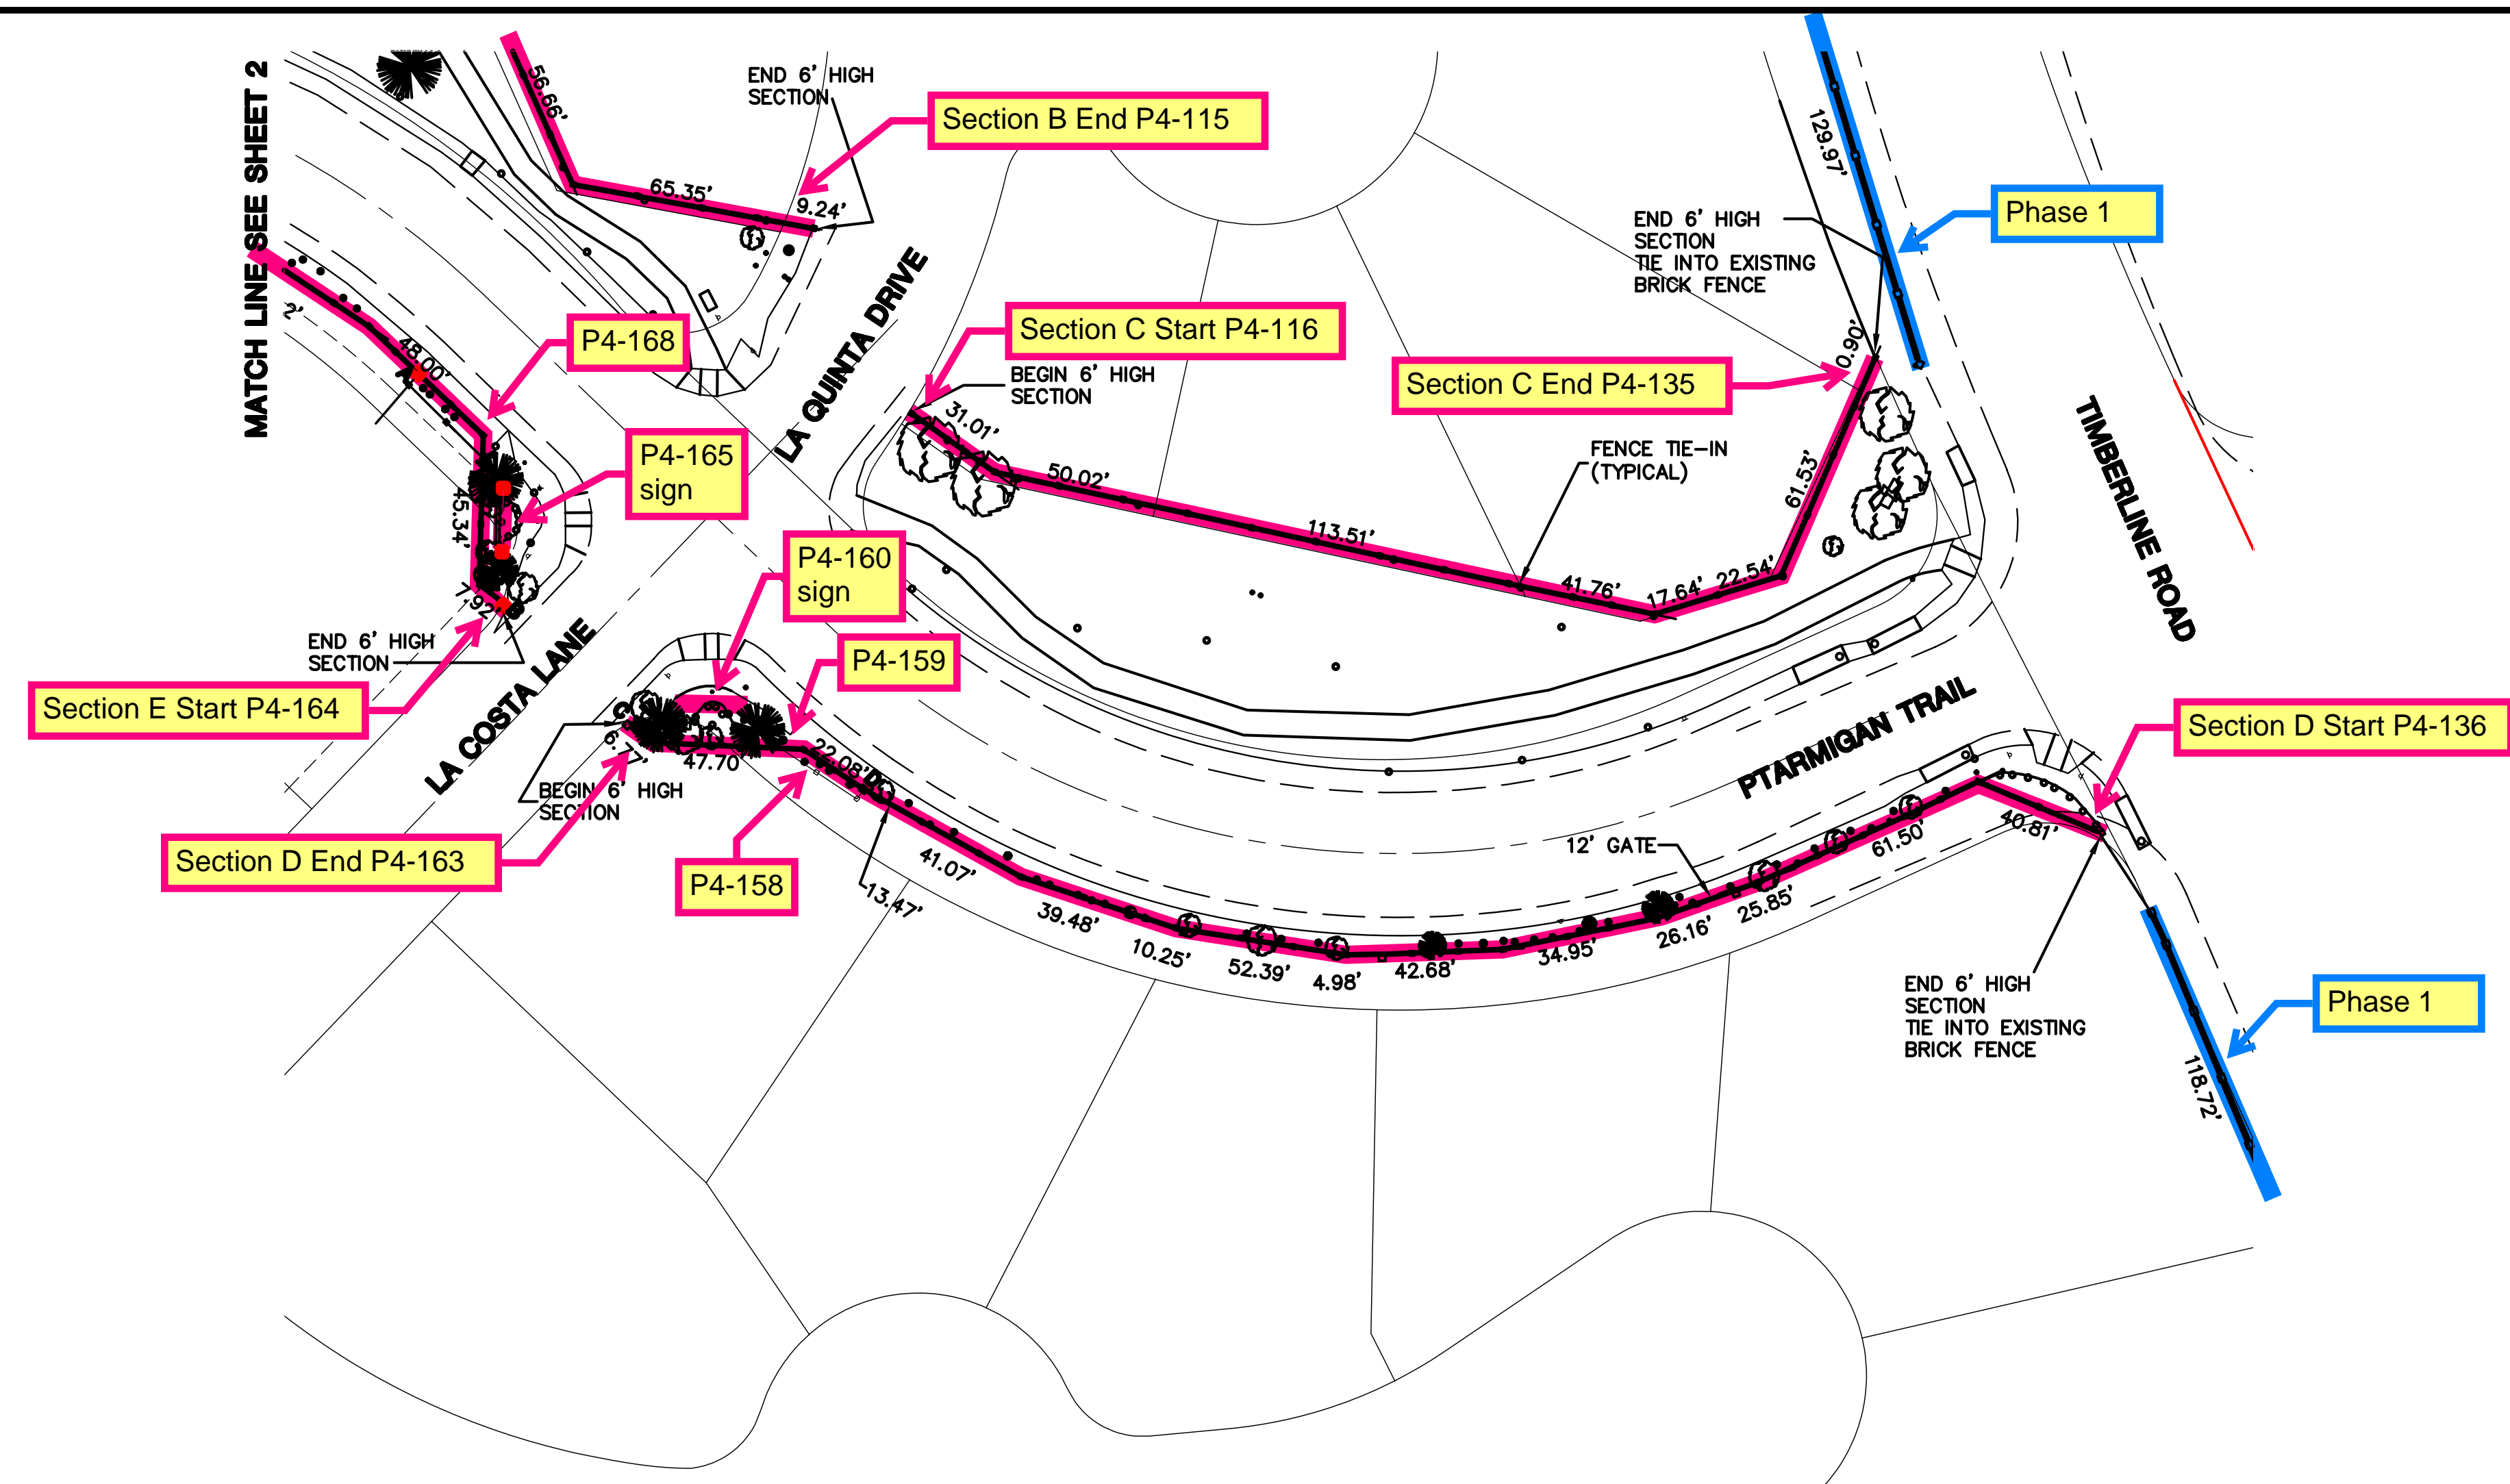 MATCH LINE SEE SHEET 2
56.66'
END 6' HIGH
SECTION
Section B End P4-115
65.35'
9.24'
129.97'
Phase 1
END 6' HIGH
SECTION
TIE INTO EXISTING
BRICK FENCE
LA QUINTA DRIVE
P4-168
48.00'
2'
Section C Start P4-116
BEGIN 6' HIGH
SECTION
31.01'
Section C End P4-135
0.90'
P4-165
sign
45.34'
7.92'
50.02'
113.51'
FENCE TIE-IN
(TYPICAL)
61.53'
41.76'
17.64'
22.54'
TIMBERLINE ROAD
P4-160
sign
P4-159
END 6' HIGH
SECTION
Section E Start P4-164
LA COSTA LANE
6.77'
47.70
22.08'
BEGIN 6' HIGH
SECTION
Section D End P4-163
P4-158
13.47'
41.07'
39.48'
10.25'
52.39'
4.98'
42.68'
34.95'
26.16'
25.85'
12' GATE
61.50'
40.81'
PTARMIGAN TRAIL
Section D Start P4-136
END 6' HIGH
SECTION
TIE INTO EXISTING
BRICK FENCE
Phase 1
118.72'